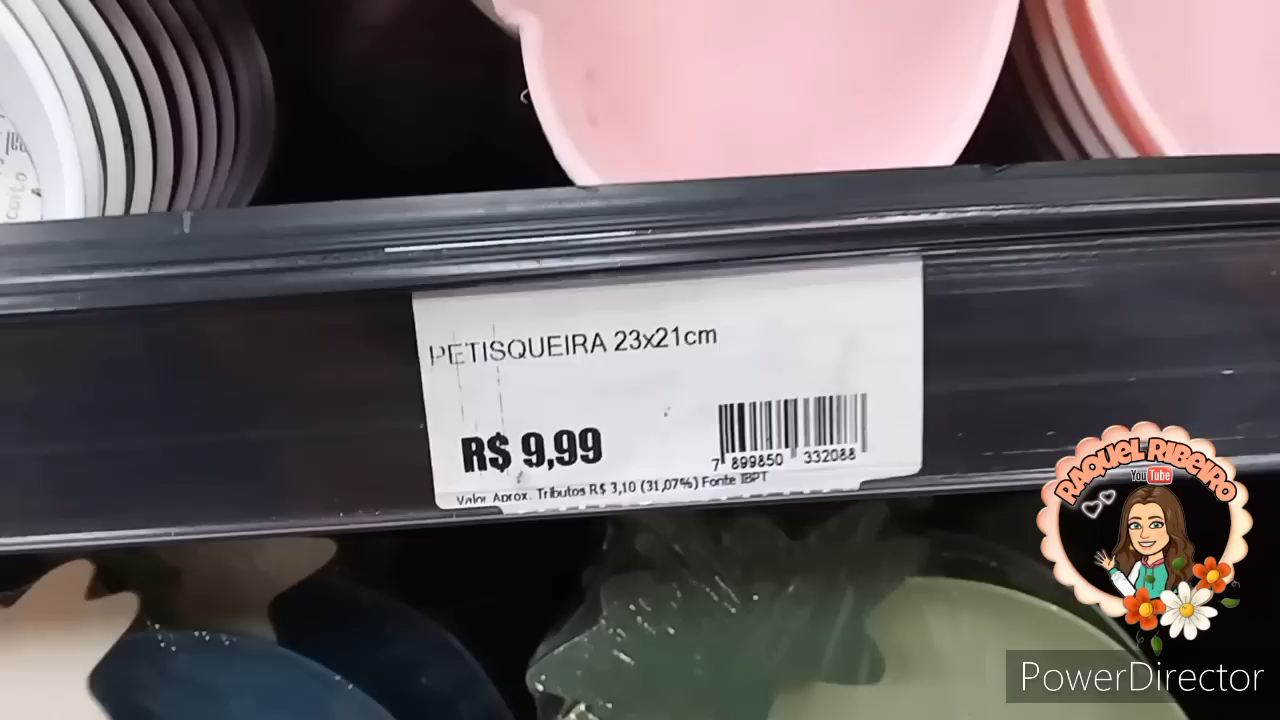 PETISQUEIRA 23x21cm
R$ 9,99
7 899850 332088
Valor Aprox. Tributos R$ 3,10 (31,07%) Fonte IBPT
RAQUEL RIBEIRO
YouTube
PowerDirector